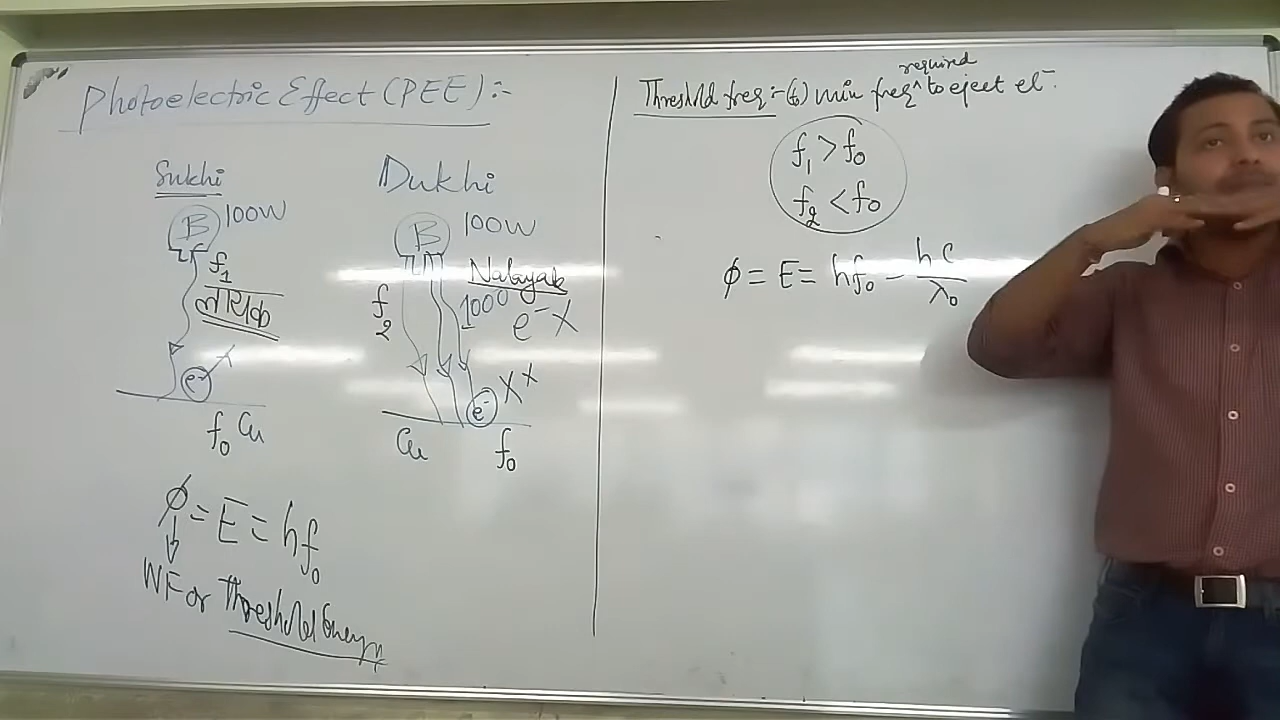 Photoelectric Effect (PEE) :-
Sukhi
B 100W
f₁
लायक
e⁻
f₀ Cu
ϕ = E = hf₀
WF or Threshold Energy
Dukhi
B 100W
Nalayak
f₂
1000
e⁻ X
e⁻ X X
Cu f₀
required
Threshold freq :- (f₀) min freq ^ to eject el⁻.
f₁ > f₀
f₂ < f₀
ϕ = E = hf₀ - hc/λ₀